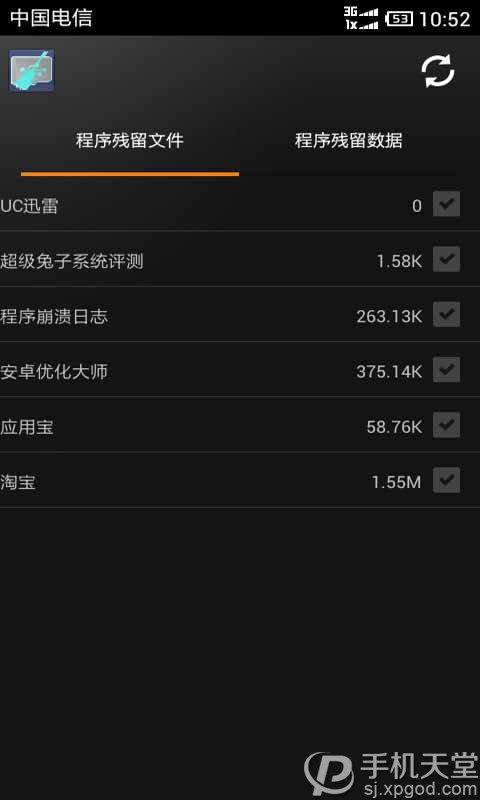 中国电信 3G 1X 53 10:52
程序残留文件 程序残留数据
UC迅雷 0
超级兔子系统评测 1.58K
程序崩溃日志 263.13K
安卓优化大师 375.14K
应用宝 58.76K
淘宝 1.55M
手机天堂
sj.xpgod.com